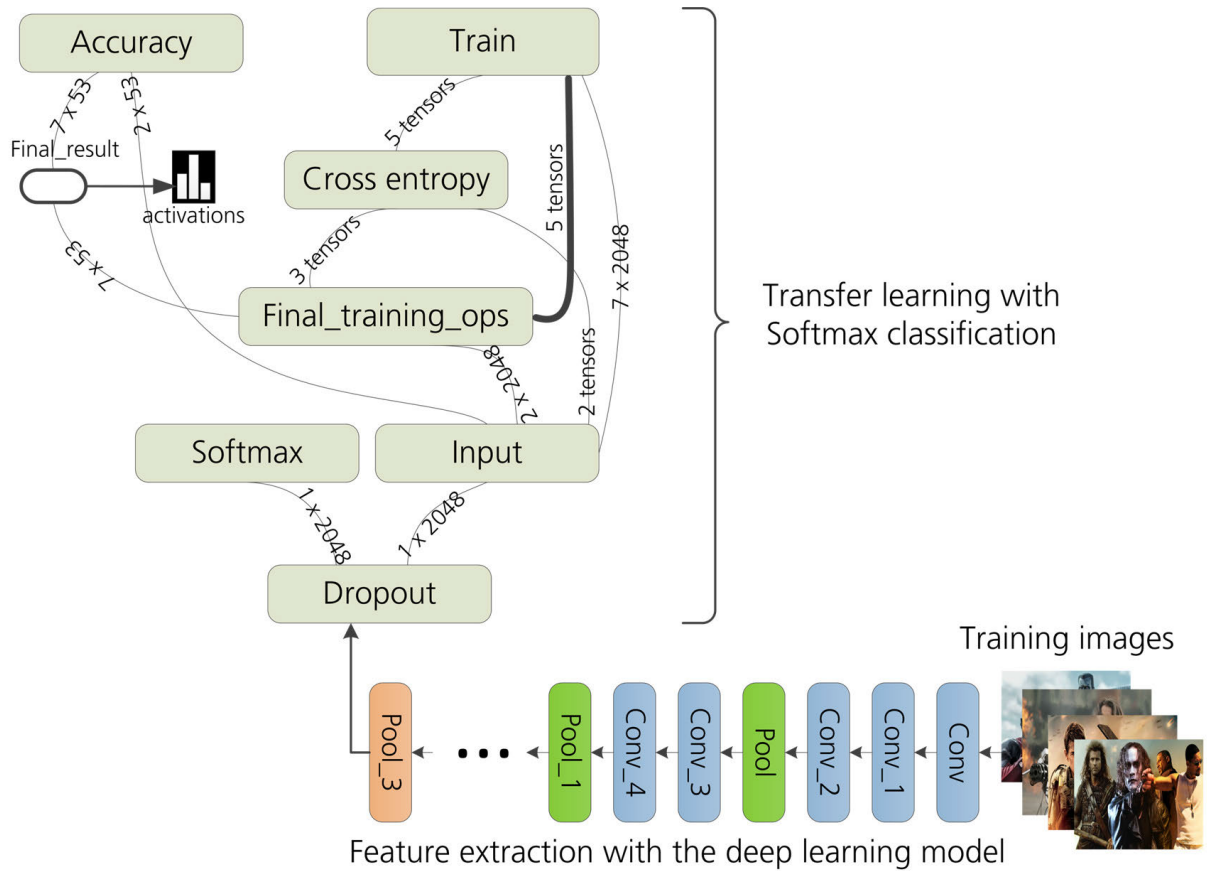 Accuracy
Train
7 x 53
2 x 53
5 tensors
Final_result
activations
Cross entropy
5 tensors
7 x 53
3 tensors
7 x 2048
Final_training_ops
Transfer learning with
Softmax classification
2 x 2048
2 tensors
Softmax
Input
1 x 2048
1 x 2048
Dropout
Training images
Pool_3
...
Pool_1
Conv_4
Conv_3
Pool
Conv_2
Conv_1
Conv
Feature extraction with the deep learning model